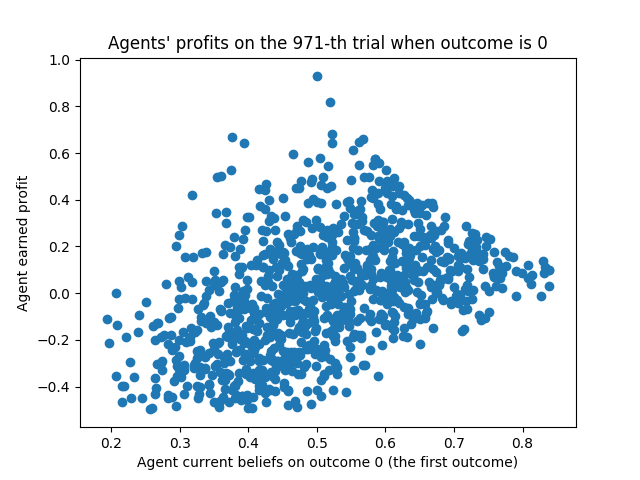 Agents' profits on the 971-th trial when outcome is 0
1.0
0.8
0.6
0.4
0.2
0.0
−0.2
−0.4
Agent earned profit
0.2 0.3 0.4 0.5 0.6 0.7 0.8
Agent current beliefs on outcome 0 (the first outcome)